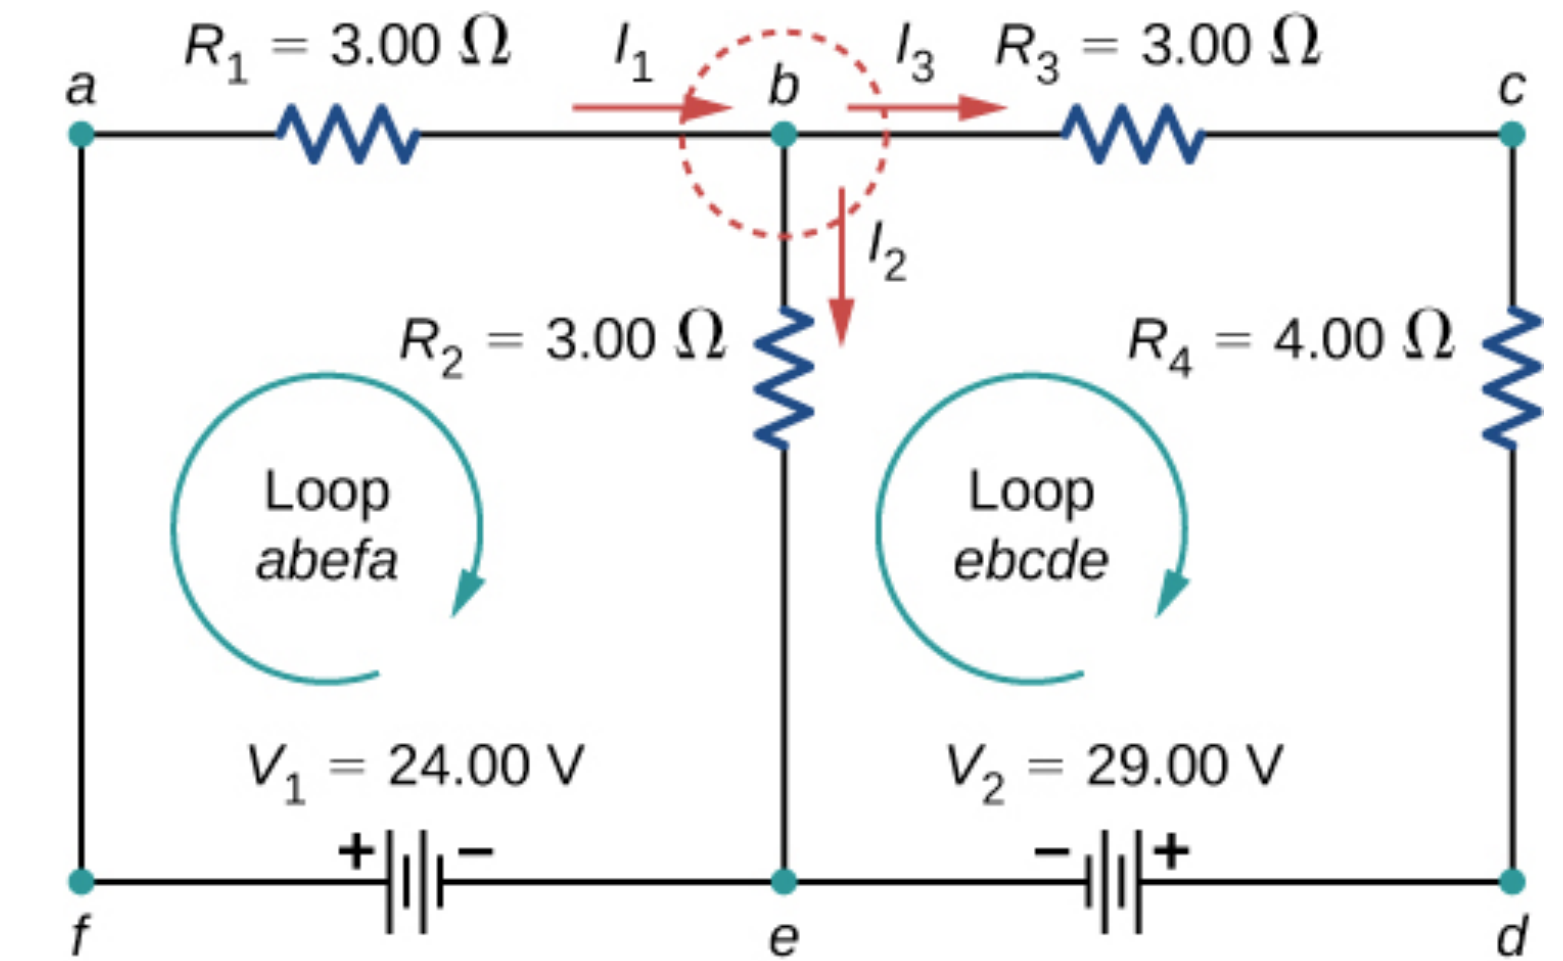 R1 = 3.00 Ω
I1
I3
R3 = 3.00 Ω
a
b
c
I2
R2 = 3.00 Ω
R4 = 4.00 Ω
Loop
abefa
Loop
ebcde
V1 = 24.00 V
V2 = 29.00 V
+
−
−
+
f
e
d